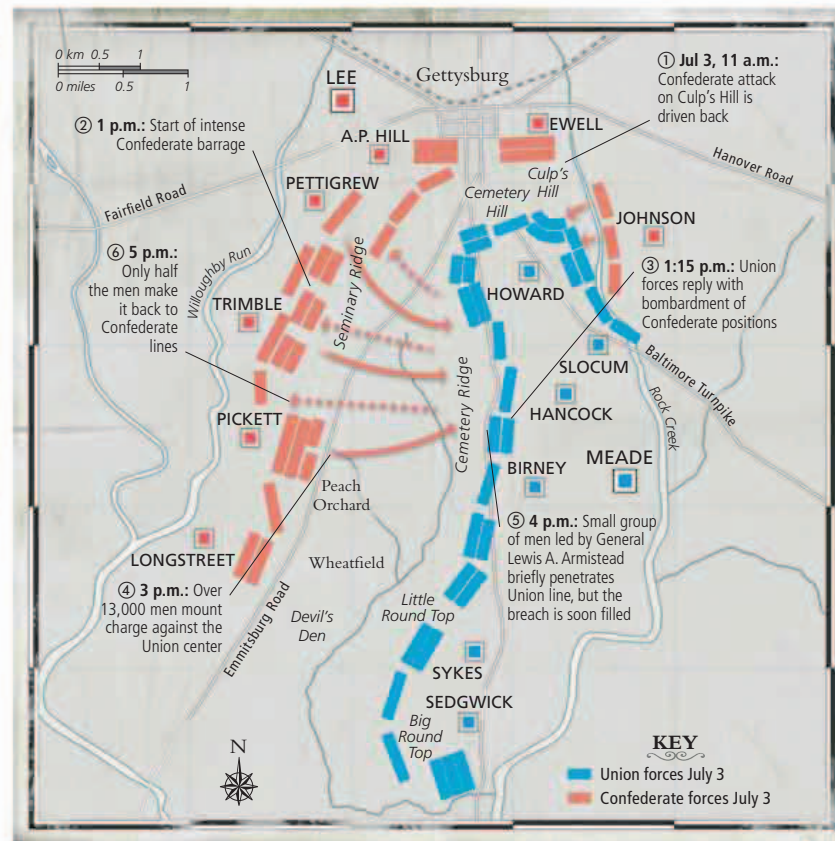 0 km 0.5 1
0 miles 0.5 1
LEE
Gettysburg
① Jul 3, 11 a.m.:
Confederate attack
on Culp's Hill is
driven back
② 1 p.m.: Start of intense
Confederate barrage
A.P. HILL
EWELL
Hanover Road
Culp's
Hill
Cemetery
Hill
PETTIGREW
Fairfield Road
JOHNSON
⑥ 5 p.m.:
Only half
the men make
it back to
Confederate
lines
Willoughby Run
Seminary Ridge
HOWARD
③ 1:15 p.m.: Union
forces reply with
bombardment of
Confederate positions
TRIMBLE
SLOCUM
Baltimore Turnpike
HANCOCK
Rock Creek
PICKETT
Cemetery Ridge
BIRNEY
MEADE
Peach
Orchard
⑤ 4 p.m.: Small group
of men led by General
Lewis A. Armistead
briefly penetrates
Union line, but the
breach is soon filled
LONGSTREET
Wheatfield
④ 3 p.m.: Over
13,000 men mount
charge against the
Union center
Emmitsburg Road
Devil's
Den
Little
Round Top
SYKES
SEDGWICK
Big
Round
Top
N
KEY
Union forces July 3
Confederate forces July 3